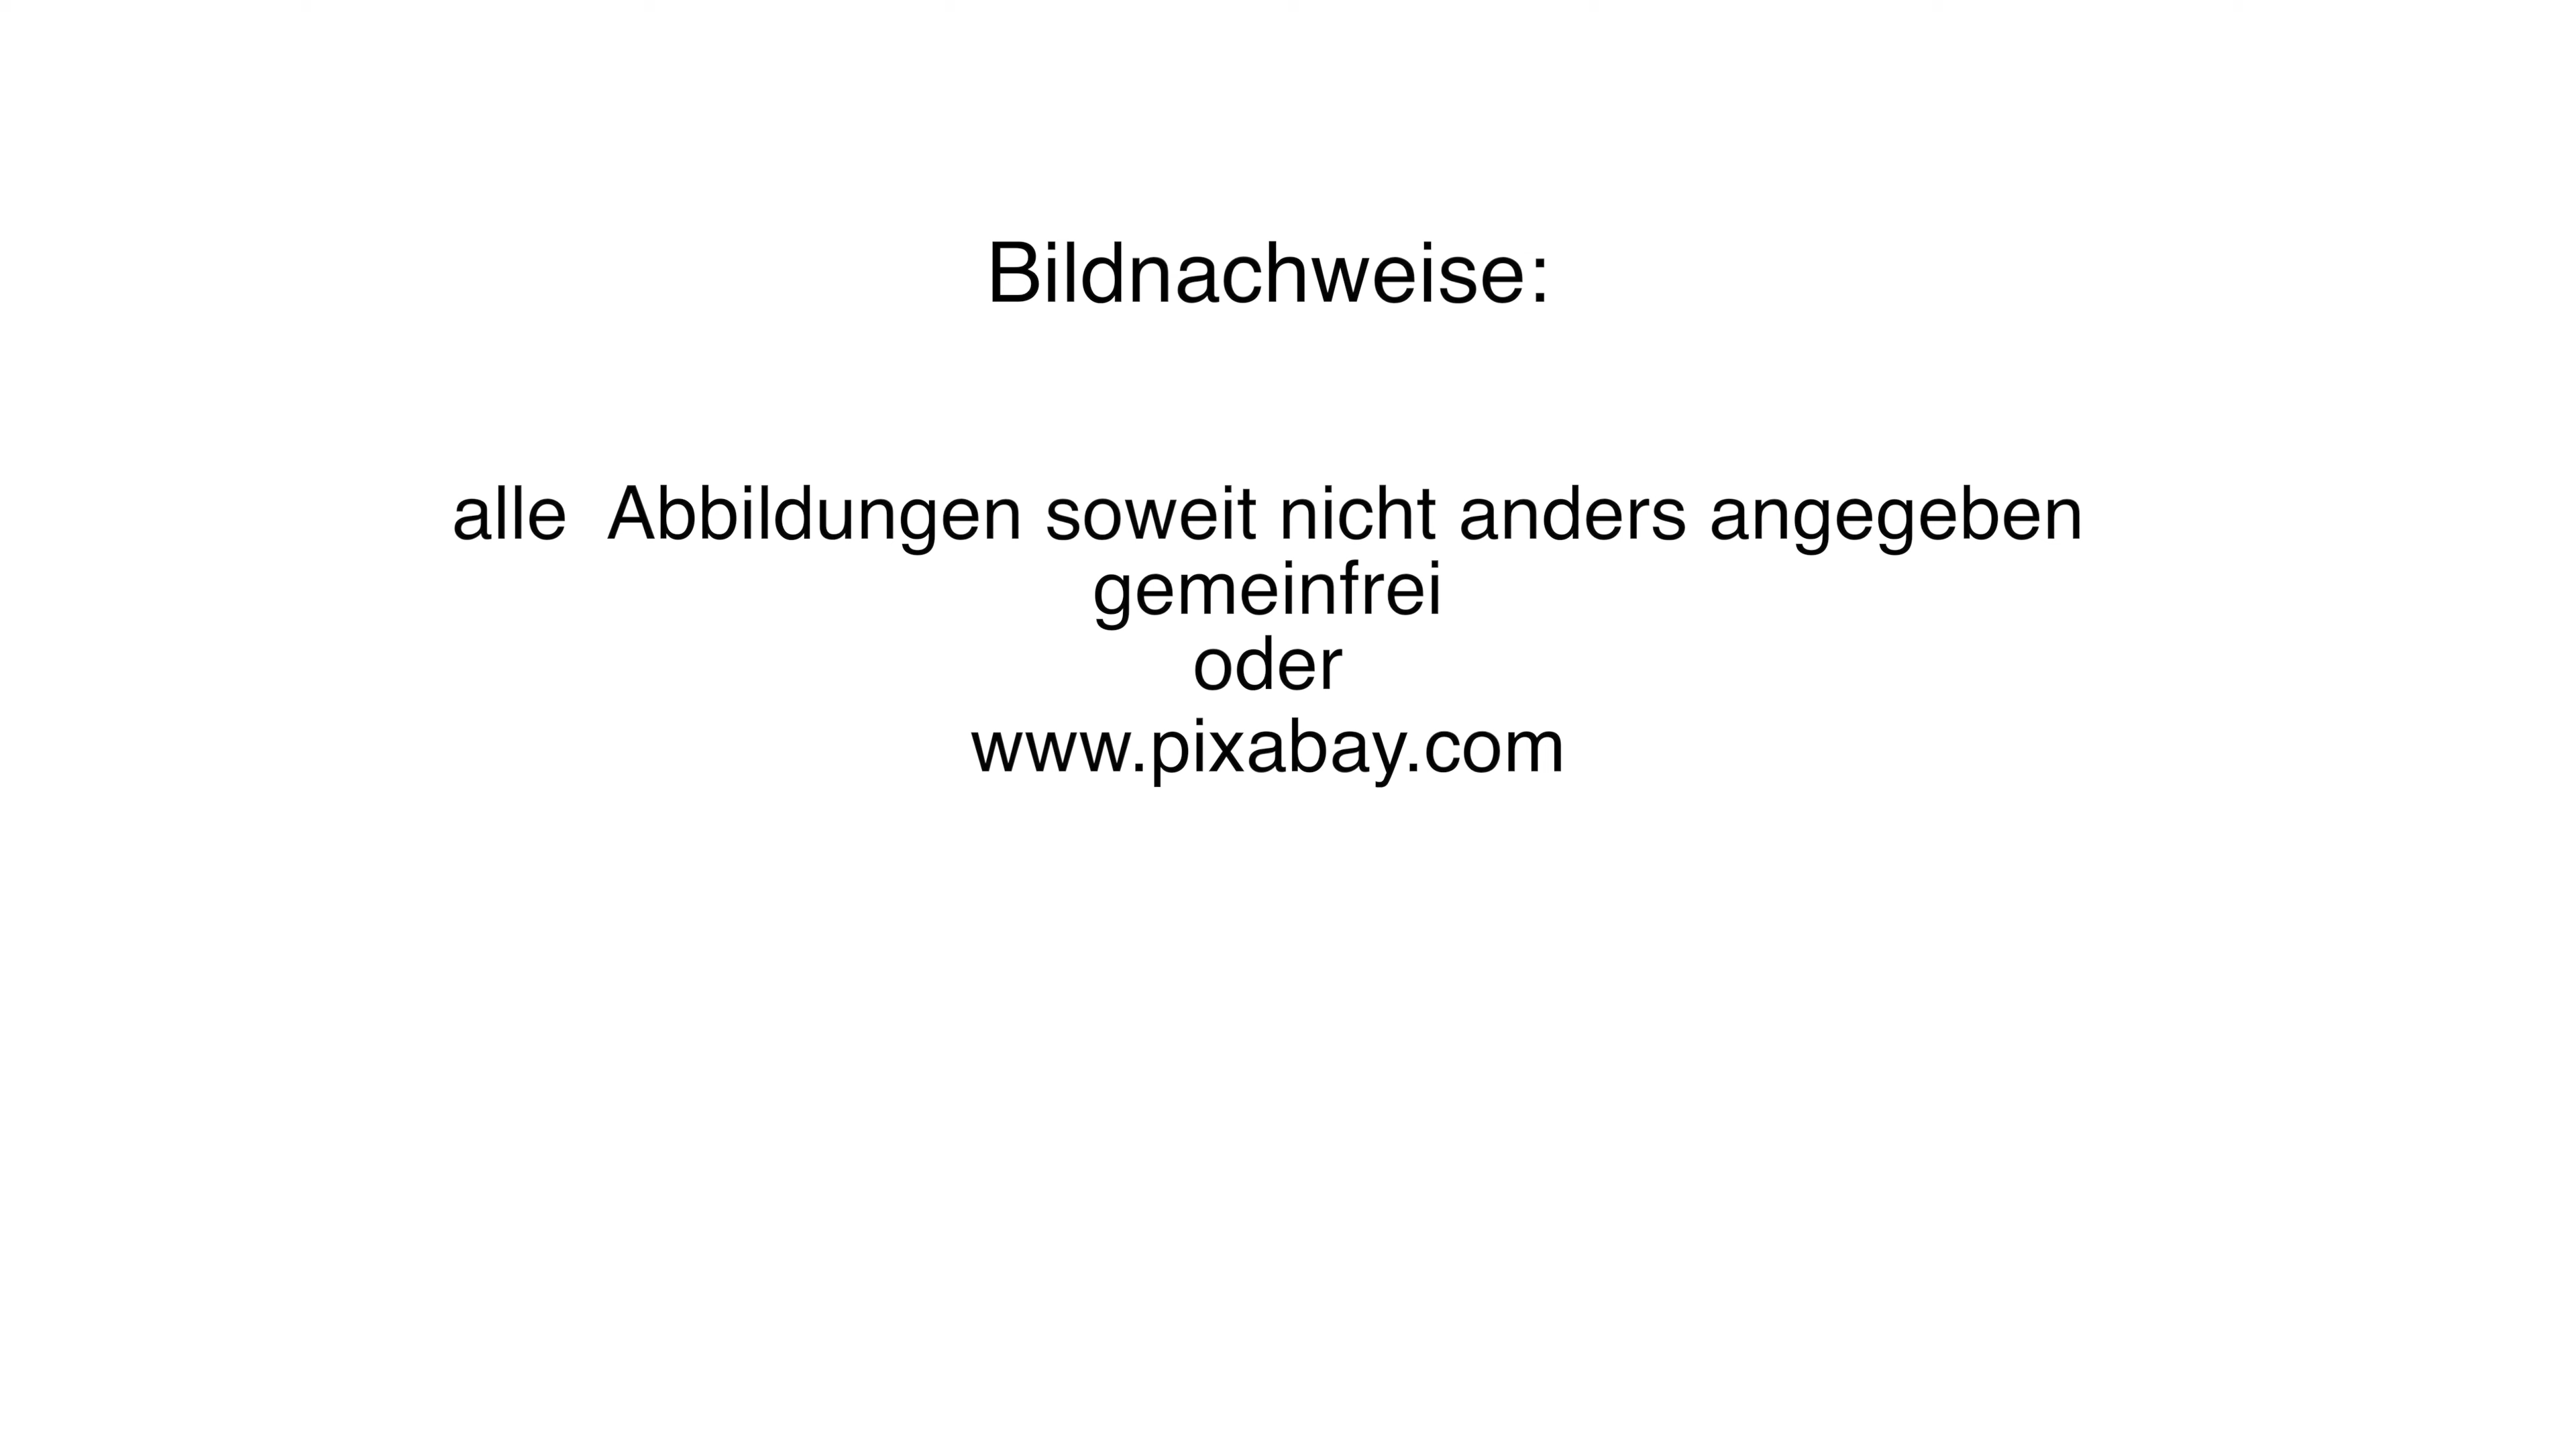 Bildnachweise:
alle  Abbildungen soweit nicht anders angegeben
gemeinfrei
oder
www.pixabay.com